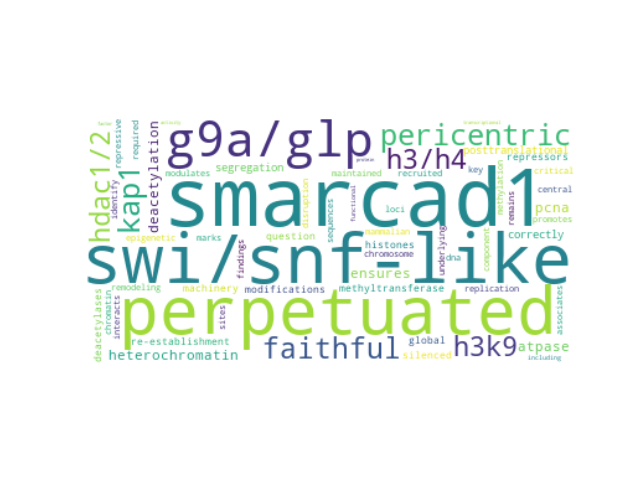 histone activity transcriptional
g9a/glp pericentric
hdac1/2 repressive required deacetylation posttranslational
h3/h4 repressors
protein
modulates segregation maintained recruited key methylation critical
kap1 identify smarcad1 disruption functional central
sequences loci remains pcna
promotes
epigenetic marks question mammalian correctly
histones
findings chromosome underlying dna component
swi/snf-like
ensures
remodeling machinery modifications methyltransferase replication
deacetylases chromatin interacts perpetuated sites associates
re-establishment faithful global h3k9 atpase
heterochromatin silenced including